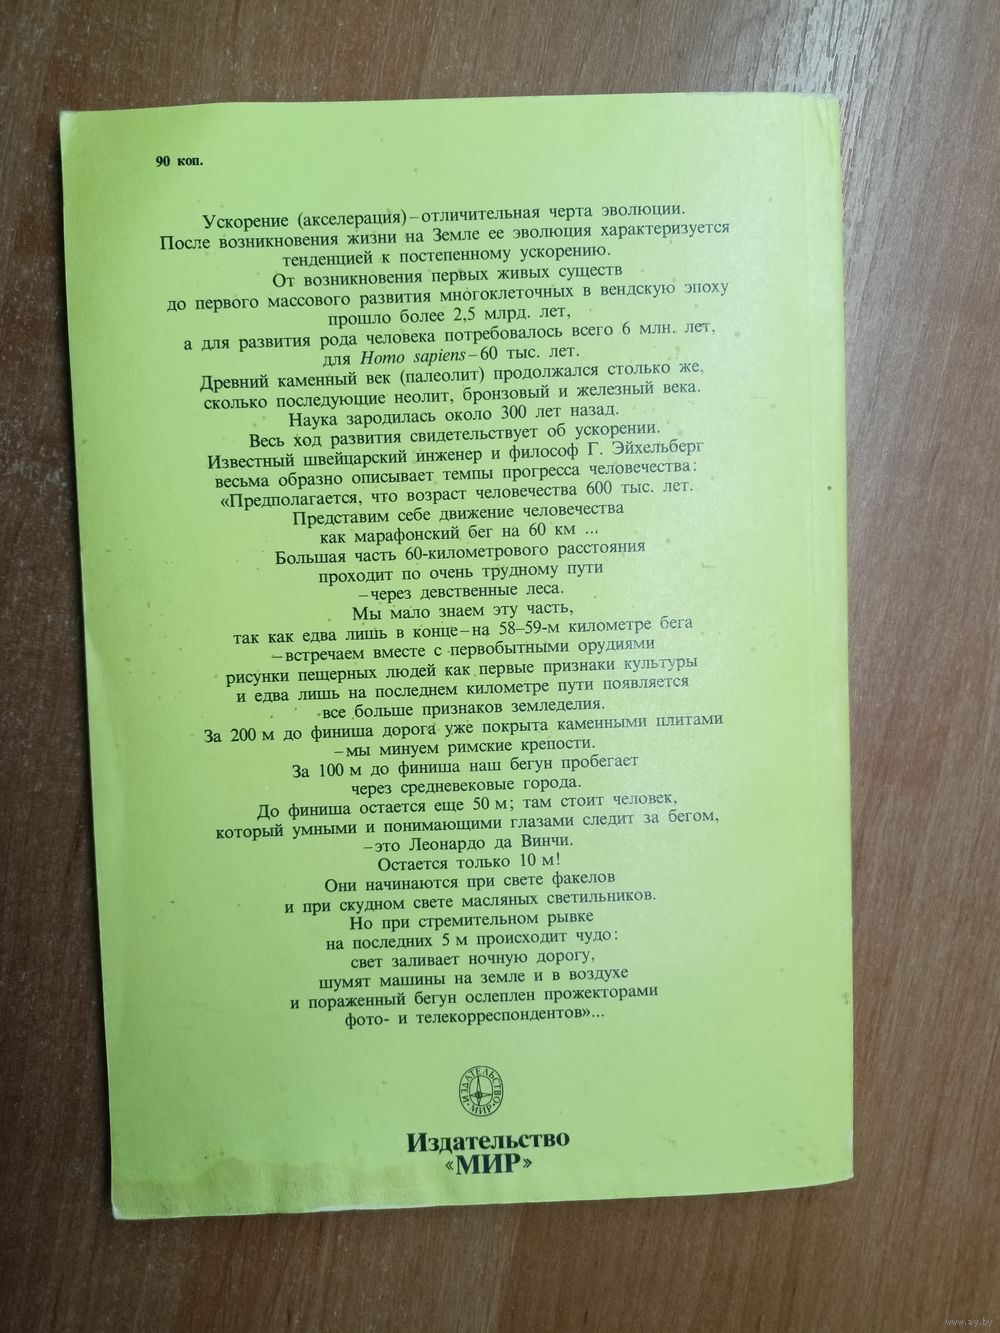 90 коп.
Ускорение (акселерация)–отличительная черта эволюции.
После возникновения жизни на Земле ее эволюция характеризуется
тенденцией к постепенному ускорению.
От возникновения первых живых существ
до первого массового развития многоклеточных в вендскую эпоху
прошло более 2,5 млрд. лет,
а для развития рода человека потребовалось всего 6 млн. лет,
для Homo sapiens–60 тыс. лет.
Древний каменный век (палеолит) продолжался столько же,
сколько последующие неолит, бронзовый и железный века.
Наука зародилась около 300 лет назад.
Весь ход развития свидетельствует об ускорении.
Известный швейцарский инженер и философ Г. Эйхельберг
весьма образно описывает темпы прогресса человечества:
«Предполагается, что возраст человечества 600 тыс. лет.
Представим себе движение человечества
как марафонский бег на 60 км ...
Большая часть 60-километрового расстояния
проходит по очень трудному пути
–через девственные леса.
Мы мало знаем эту часть,
так как едва лишь в конце–на 58–59-м километре бега
–встречаем вместе с первобытными орудиями
рисунки пещерных людей как первые признаки культуры
и едва лишь на последнем километре пути появляется
все больше признаков земледелия.
За 200 м до финиша дорога уже покрыта каменными плитами
–мы минуем римские крепости.
За 100 м до финиша наш бегун пробегает
через средневековые города.
До финиша остается еще 50 м; там стоит человек,
который умными и понимающими глазами следит за бегом,
–это Леонардо да Винчи.
Остается только 10 м!
Они начинаются при свете факелов
и при скудном свете масляных светильников.
Но при стремительном рывке
на последних 5 м происходит чудо:
свет заливает ночную дорогу,
шумят машины на земле и в воздухе
и пораженный бегун ослеплен прожекторами
фото- и телекорреспондентов»...
ИЗДАТЕЛЬСТВО
МИР
Издательство
«МИР»
www.ay.by